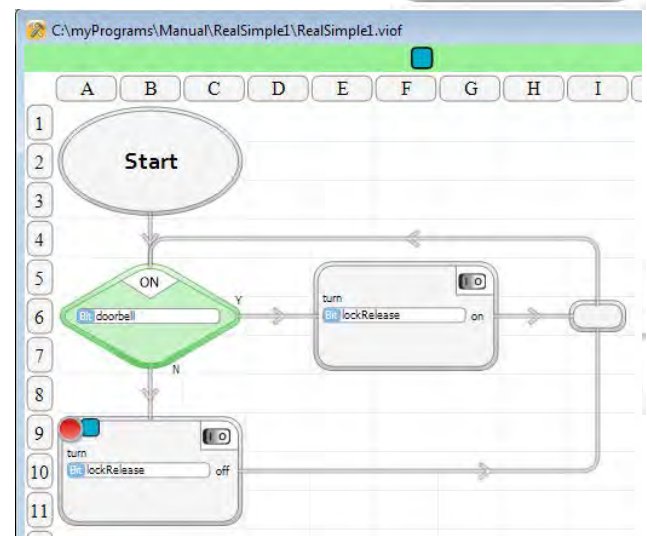 C:\myPrograms\Manual\RealSimple1\RealSimple1.viof
A B C D E F G H I
1
2 Start
3
4
5 ON I O
Y turn
6 Bit doorbell Bit lockRelease on
7
N
8
9 I O
turn
10 Bit lockRelease off
11